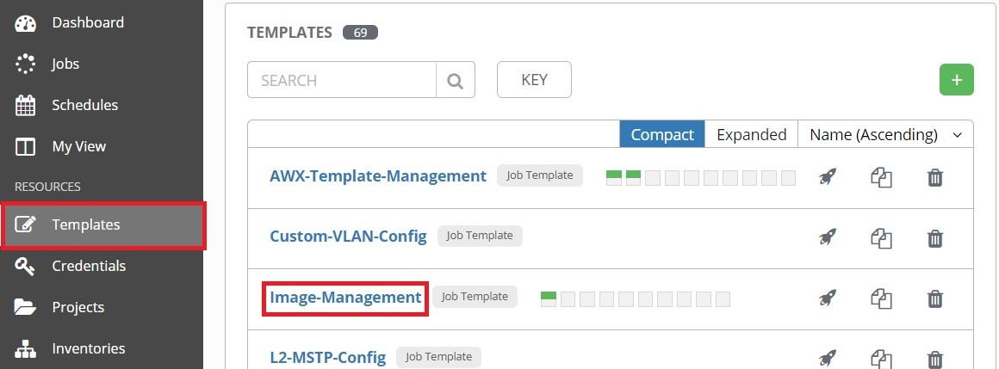 Dashboard
Jobs
Schedules
My View
RESOURCES
Templates
Credentials
Projects
Inventories
TEMPLATES 69
SEARCH KEY +
Compact Expanded Name (Ascending)
AWX-Template-Management Job Template
Custom-VLAN-Config Job Template
Image-Management Job Template
L2-MSTP-Config Job Template